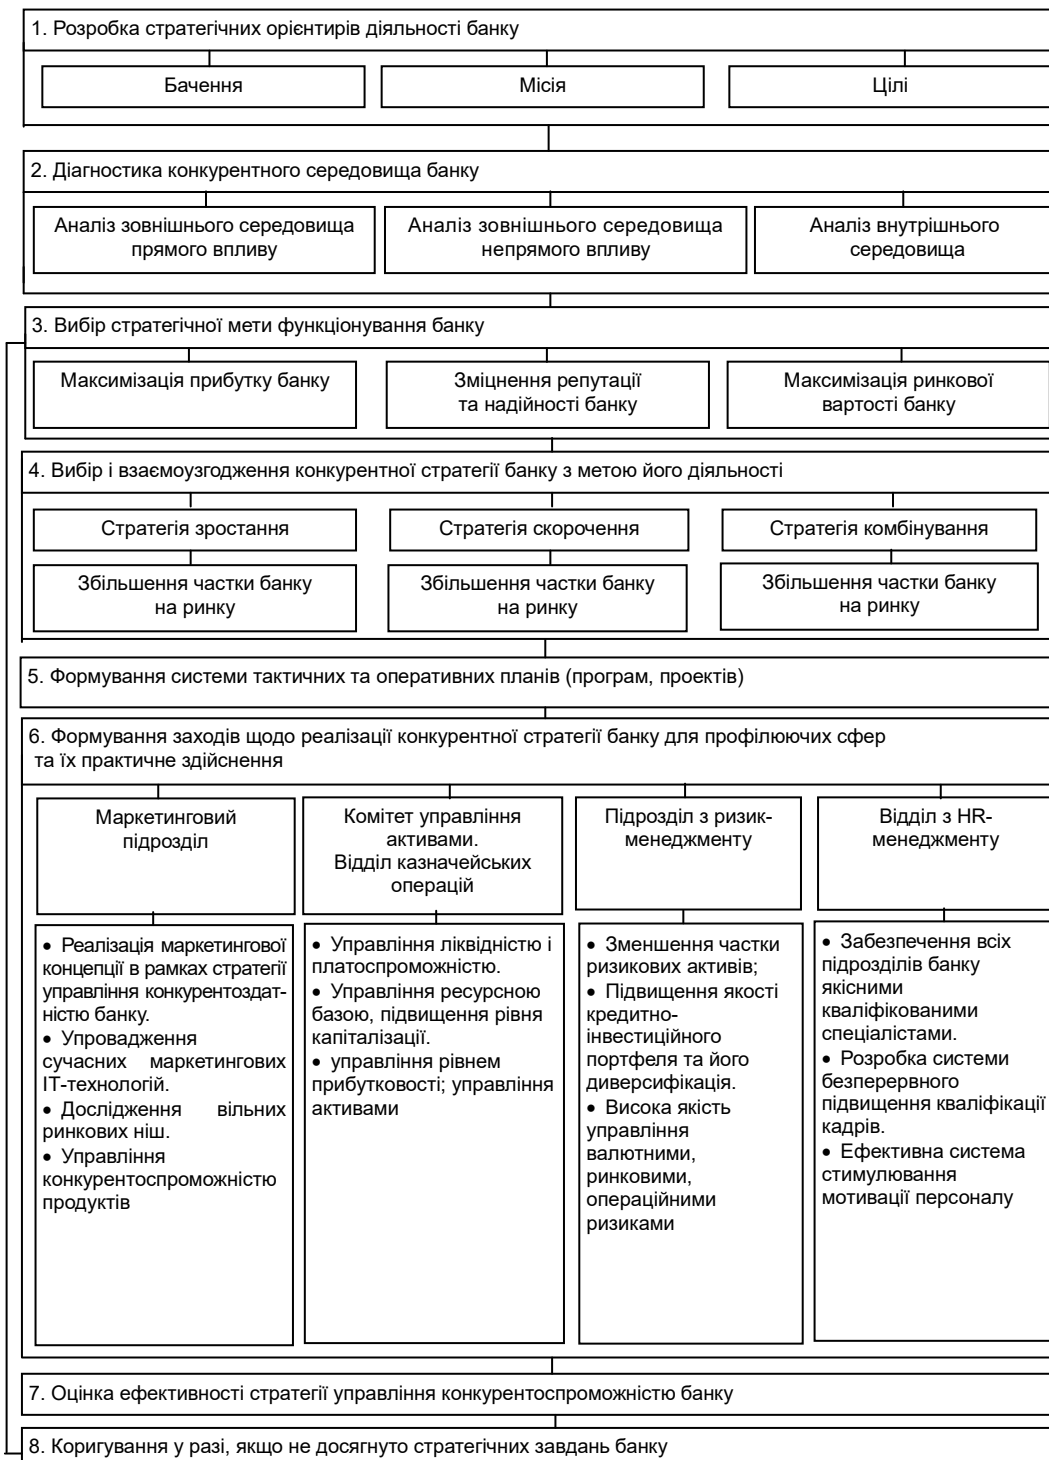 1. Розробка стратегічних орієнтирів діяльності банку
Бачення
Місія
Цілі
2. Діагностика конкурентного середовища банку
Аналіз зовнішнього середовища
прямого впливу
Аналіз зовнішнього середовища
непрямого впливу
Аналіз внутрішнього
середовища
3. Вибір стратегічної мети функціонування банку
Максимізація прибутку банку
Зміцнення репутації
та надійності банку
Максимізація ринкової
вартості банку
4. Вибір і взаємоузгодження конкурентної стратегії банку з метою його діяльності
Стратегія зростання
Стратегія скорочення
Стратегія комбінування
Збільшення частки банку
на ринку
Збільшення частки банку
на ринку
Збільшення частки банку
на ринку
5. Формування системи тактичних та оперативних планів (програм, проектів)
6. Формування заходів щодо реалізації конкурентної стратегії банку для профілюючих сфер
та їх практичне здійснення
Маркетинговий
підрозділ
Комітет управління
активами.
Відділ казначейських
операцій
Підрозділ з ризик-
менеджменту
Відділ з HR-
менеджменту
• Реалізація маркетингової
концепції в рамках стратегії
управління конкурентоздат-
ністю банку.
• Упровадження
сучасних маркетингових
ІТ-технологій.
• Дослідження вільних
ринкових ніш.
• Управління
конкурентоспроможністю
продуктів
• Управління ліквідністю і
платоспроможністю.
• Управління ресурсною
базою, підвищення рівня
капіталізації.
• управління рівнем
прибутковості; управління
активами
• Зменшення частки
ризикових активів;
• Підвищення якості
кредитно-
інвестиційного
портфеля та його
диверсифікація.
• Висока якість
управління
валютними,
ринковими,
операційними
ризиками
• Забезпечення всіх
підрозділів банку
якісними
кваліфікованими
спеціалістами.
• Розробка системи
безперервного
підвищення кваліфікації
кадрів.
• Ефективна система
стимулювання
мотивації персоналу
7. Оцінка ефективності стратегії управління конкурентоспроможністю банку
8. Коригування у разі, якщо не досягнуто стратегічних завдань банку